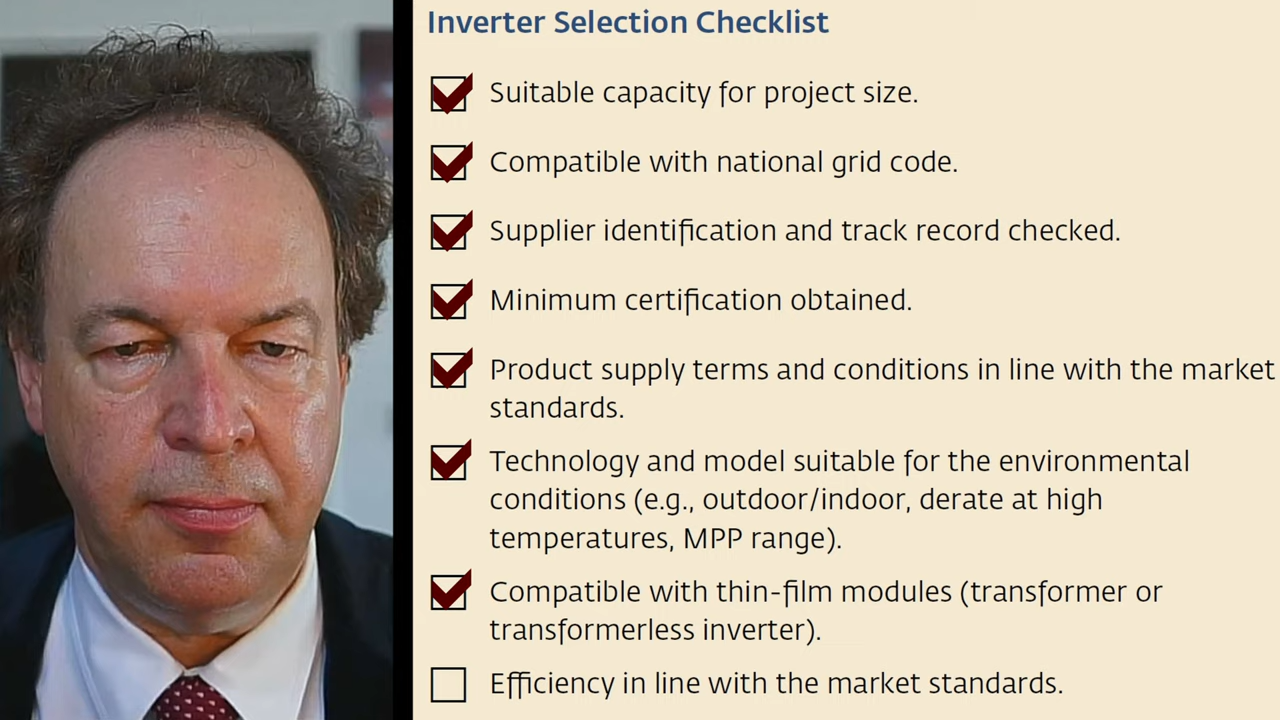 Inverter Selection Checklist
Suitable capacity for project size.
Compatible with national grid code.
Supplier identification and track record checked.
Minimum certification obtained.
Product supply terms and conditions in line with the market
standards.
Technology and model suitable for the environmental
conditions (e.g., outdoor/indoor, derate at high
temperatures, MPP range).
Compatible with thin-film modules (transformer or
transformerless inverter).
Efficiency in line with the market standards.